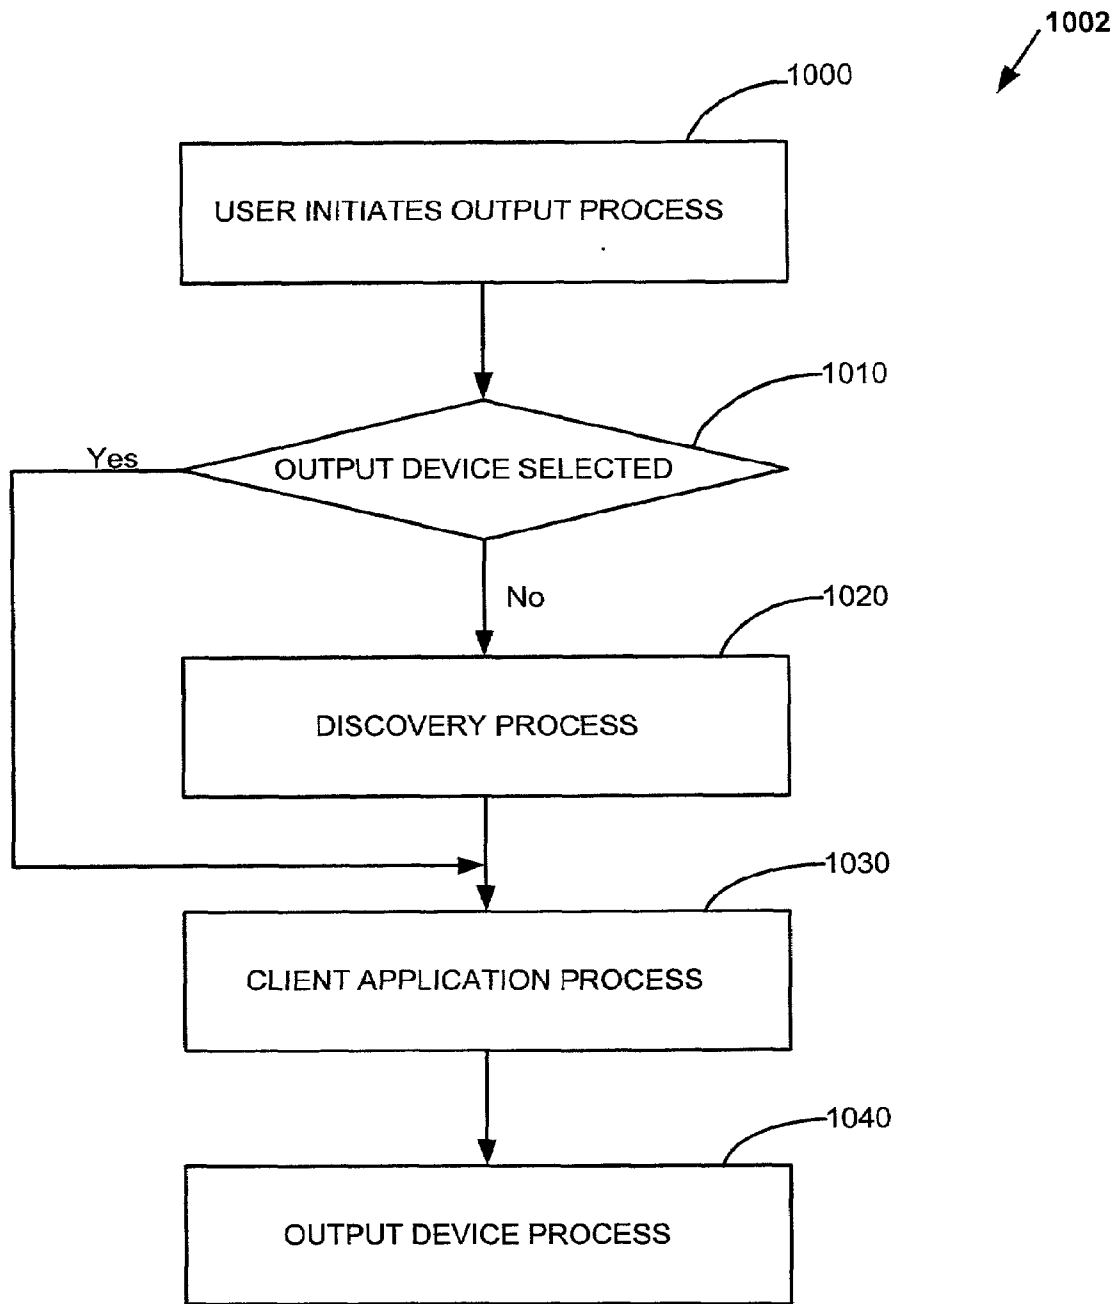 1002
1000
USER INITIATES OUTPUT PROCESS
1010
Yes
OUTPUT DEVICE SELECTED
No
1020
DISCOVERY PROCESS
1030
CLIENT APPLICATION PROCESS
1040
OUTPUT DEVICE PROCESS